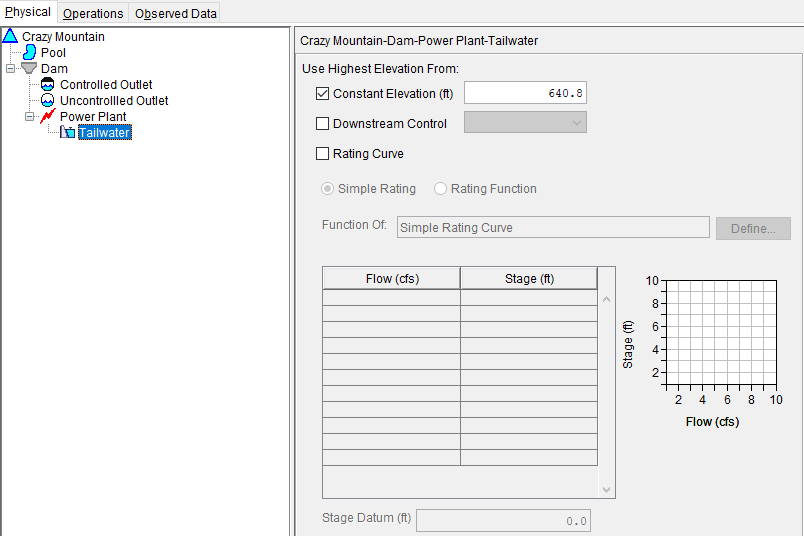 Physical Operations Observed Data
Crazy Mountain
Pool
Dam
Controlled Outlet
Uncontrollled Outlet
Power Plant
Tailwater
Crazy Mountain-Dam-Power Plant-Tailwater
Use Highest Elevation From:
Constant Elevation (ft) 640.8
Downstream Control
Rating Curve
Simple Rating Rating Function
Function Of: Simple Rating Curve Define...
Flow (cfs) Stage (ft)
10
8
6
4
2
Stage (ft)
2 4 6 8 10
Flow (cfs)
Stage Datum (ft) 0.0